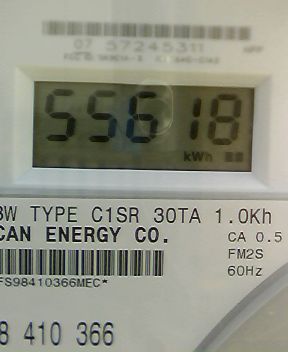 07 57245311
55618
kWh
3W TYPE C1SR 30TA 1.0Kh
CAN ENERGY CO.
CA 0.5
FM2S
60Hz
FS98410366MEC*
8 410 366